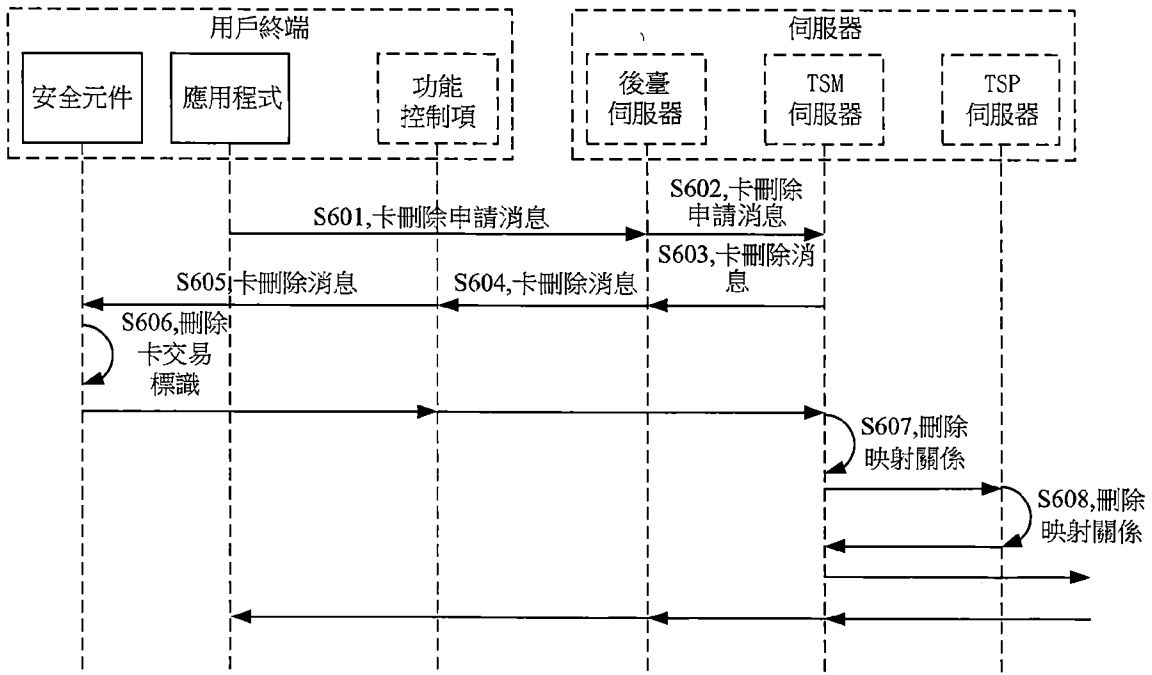 用戶終端
伺服器
安全元件
應用程式
功能
控制項
後臺
伺服器
TSM
伺服器
TSP
伺服器
S601,卡刪除申請消息
S602,卡刪除
申請消息
S603,卡刪除消
息
S605,卡刪除消息
S604,卡刪除消息
S606,刪除
卡交易
標識
S607,刪除
映射關係
S608,刪除
映射關係